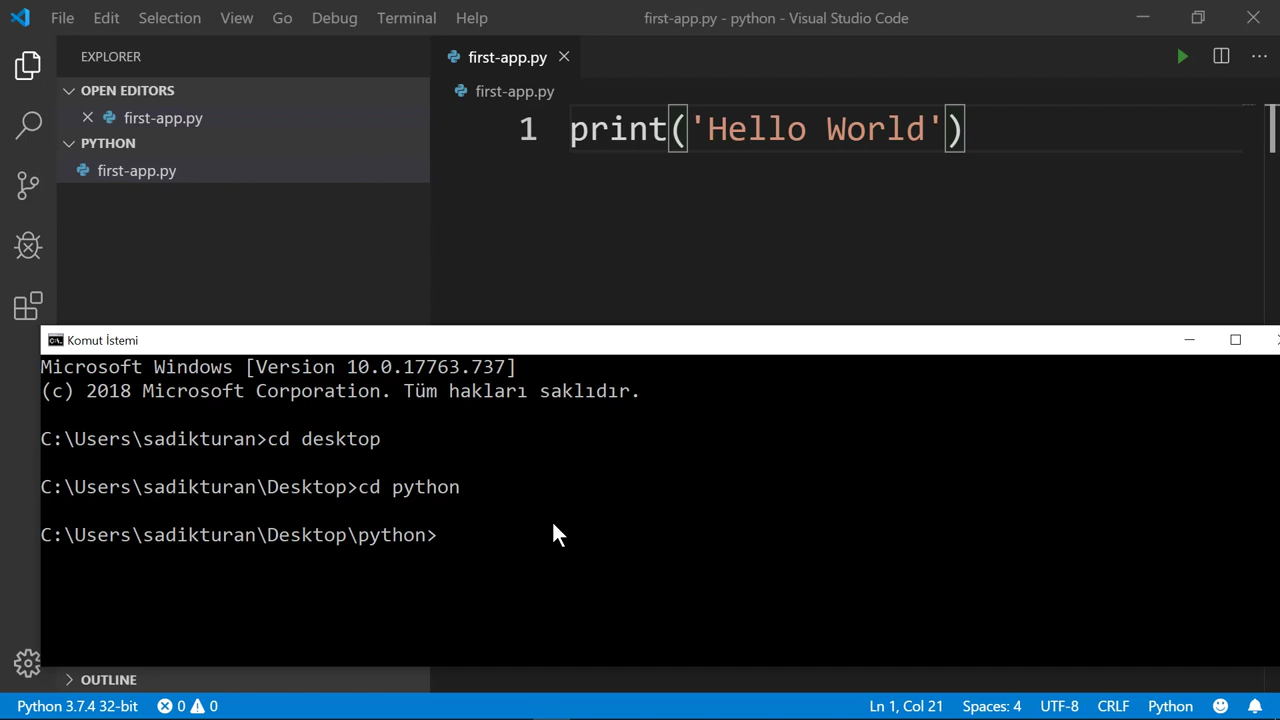 File Edit Selection View Go Debug Terminal Help first-app.py - python - Visual Studio Code
EXPLORER
OPEN EDITORS
first-app.py
PYTHON
first-app.py
first-app.py
first-app.py
1 print('Hello World')
Komut İstemi
Microsoft Windows [Version 10.0.17763.737]
(c) 2018 Microsoft Corporation. Tüm hakları saklıdır.
C:\Users\sadikturan>cd desktop
C:\Users\sadikturan\Desktop>cd python
C:\Users\sadikturan\Desktop\python>
OUTLINE
Python 3.7.4 32-bit 0 0 Ln 1, Col 21 Spaces: 4 UTF-8 CRLF Python